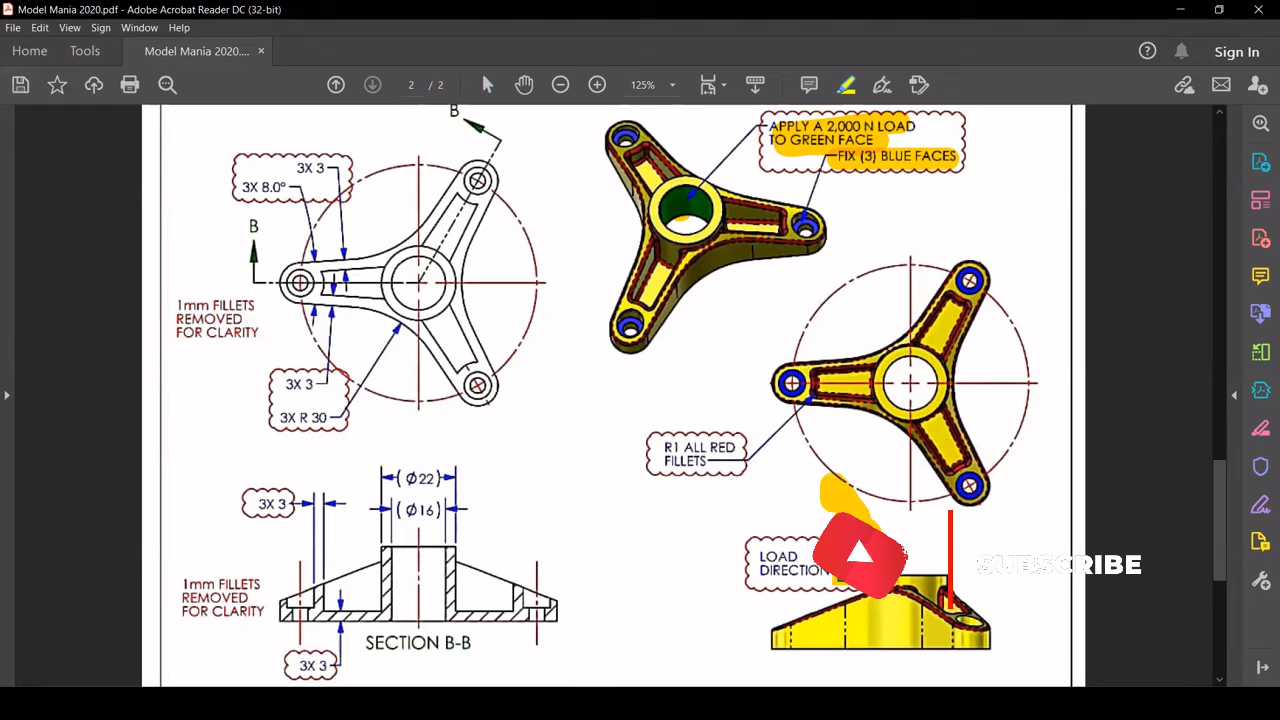 Model Mania 2020.pdf - Adobe Acrobat Reader DC (32-bit)
File Edit View Sign Window Help
Home Tools Model Mania 2020.... × Sign In
2 / 2 125%
B
APPLY A 2,000 N LOAD
TO GREEN FACE
FIX (3) BLUE FACES
3X 3
3X 8.0°
B
1mm FILLETS
REMOVED
FOR CLARITY
3X 3
3X R 30
R1 ALL RED
FILLETS
(Ø22)
3X 3
(Ø16)
LOAD
DIRECTION
SUBSCRIBE
1mm FILLETS
REMOVED
FOR CLARITY
SECTION B-B
3X 3